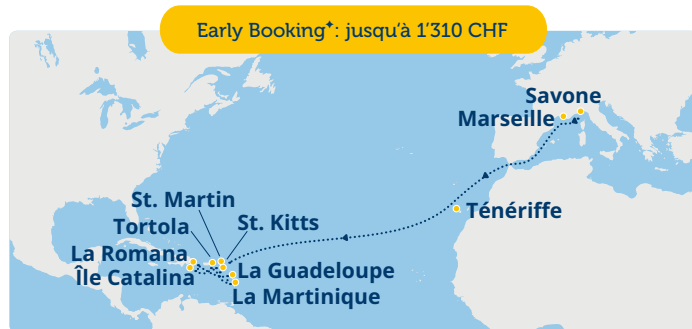 Early Booking✦: jusqu'à 1'310 CHF
Savone
Marseille
Ténériffe
St. Martin
Tortola
St. Kitts
La Romana
Île Catalina
La Guadeloupe
La Martinique